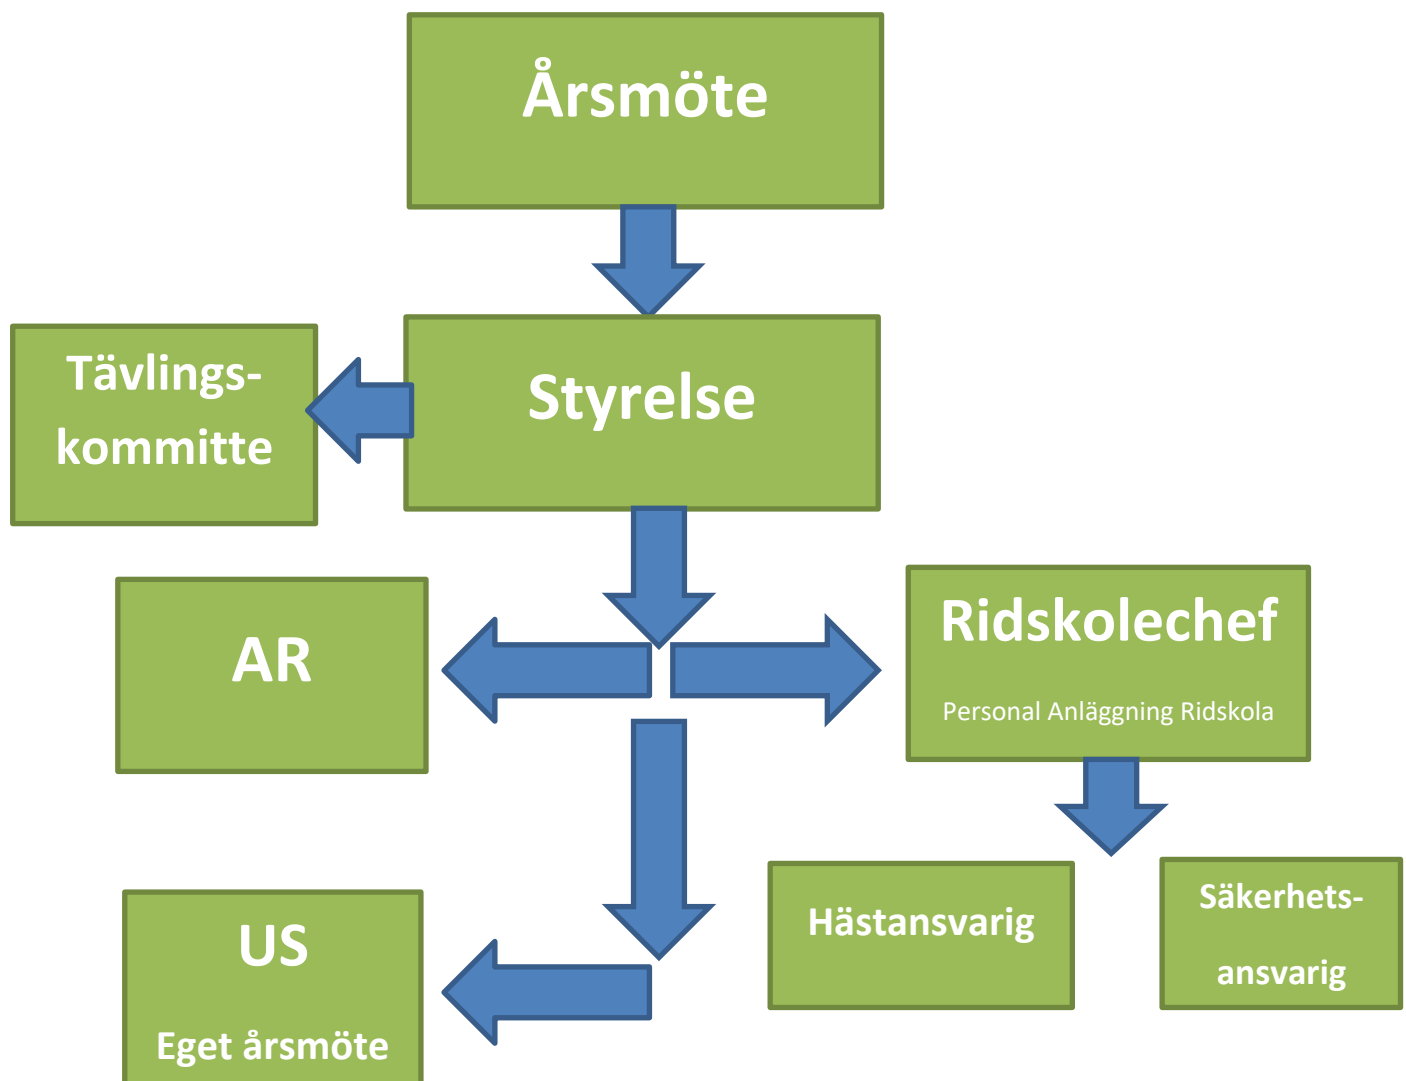 Årsmöte
Tävlings-
kommitte
Styrelse
AR
Ridskolechef
Personal Anläggning Ridskola
US
Eget årsmöte
Hästansvarig
Säkerhets-
ansvarig